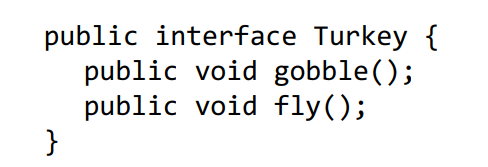 public interface Turkey {
public void gobble();
public void fly();
}